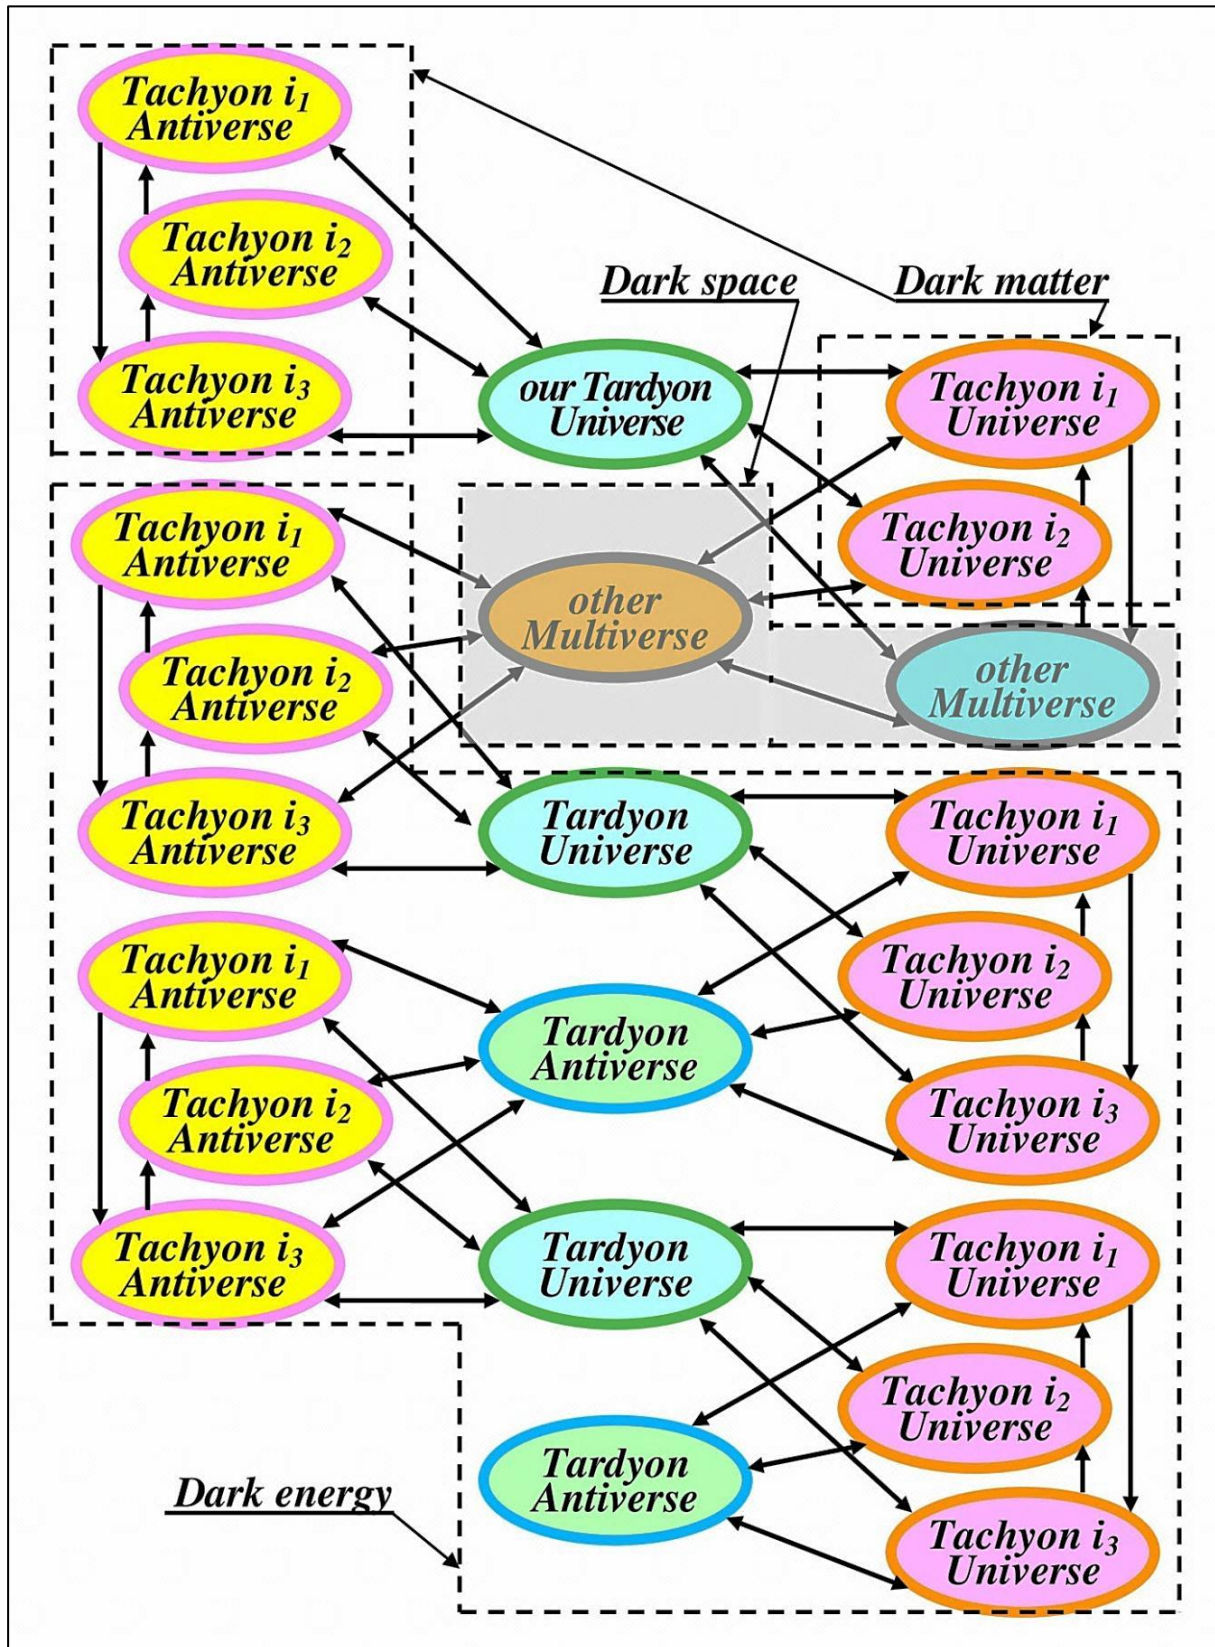 Tachyon i₁
Antiverse
Tachyon i₂
Antiverse
Dark space
Dark matter
Tachyon i₃
Antiverse
our Tardyon
Universe
Tachyon i₁
Universe
Tachyon i₁
Antiverse
Tachyon i₂
Universe
other
Multiverse
Tachyon i₂
Antiverse
other
Multiverse
Tachyon i₃
Antiverse
Tardyon
Universe
Tachyon i₁
Universe
Tachyon i₁
Antiverse
Tachyon i₂
Universe
Tardyon
Antiverse
Tachyon i₂
Antiverse
Tachyon i₃
Universe
Tachyon i₃
Antiverse
Tardyon
Universe
Tachyon i₁
Universe
Tachyon i₂
Universe
Tardyon
Antiverse
Dark energy
Tachyon i₃
Universe